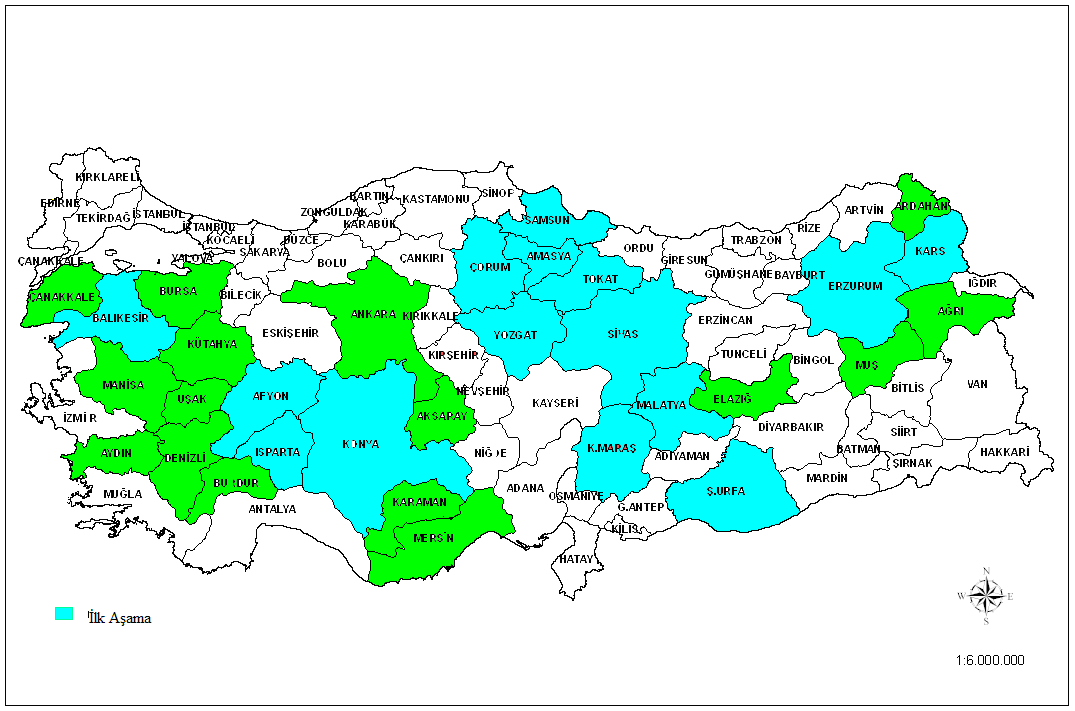 KIRKLARELİ
EDİRNE
TEKİRDAĞ
İSTANBUL
İSTANBUL
KOCAELİ
YALOVA
SAKARYA
DÜZCE
ZONGULDAK
BARTIN
KARABÜK
KASTAMONU
SİNOF
SAMSUN
BOLU
ÇANKIRI
ÇORUM
AMASYA
TOKAT
ORDU
GİRESUN
TRABZON
GÜMÜŞHANE
BAYBURT
RİZE
ARTVİN
ARDAHAN
KARS
ERZURUM
IĞDIR
AĞRI
ÇANAKKALE
ÇANAKKALE
BURSA
BİLECİK
BALIKESİR
KÜTAHYA
ESKİŞEHİR
ANKARA
KIRIKKALE
YOZGAT
SİVAS
ERZİNCAN
TUNCELİ
BİNGOL
MUŞ
BİTLİS
VAN
KIRŞEHİR
NEVŞEHİR
KAYSERİ
MALATYA
ELAZIĞ
MANİSA
UŞAK
AFYON
AKSARAY
İZMİR
AYDIN
DENİZLİ
ISPARTA
KONYA
NİĞDE
K.MARAŞ
ADIYAMAN
DİYARBAKIR
BATMAN
SİİRT
ŞIRNAK
HAKKARİ
MUĞLA
BURDUR
ANTALYA
KARAMAN
MERSİN
ADANA
OSMANİYE
G.ANTEP
KİLİS
HATAY
Ş.URFA
MARDİN
N
W E
S
İlk Aşama
1:6.000.000